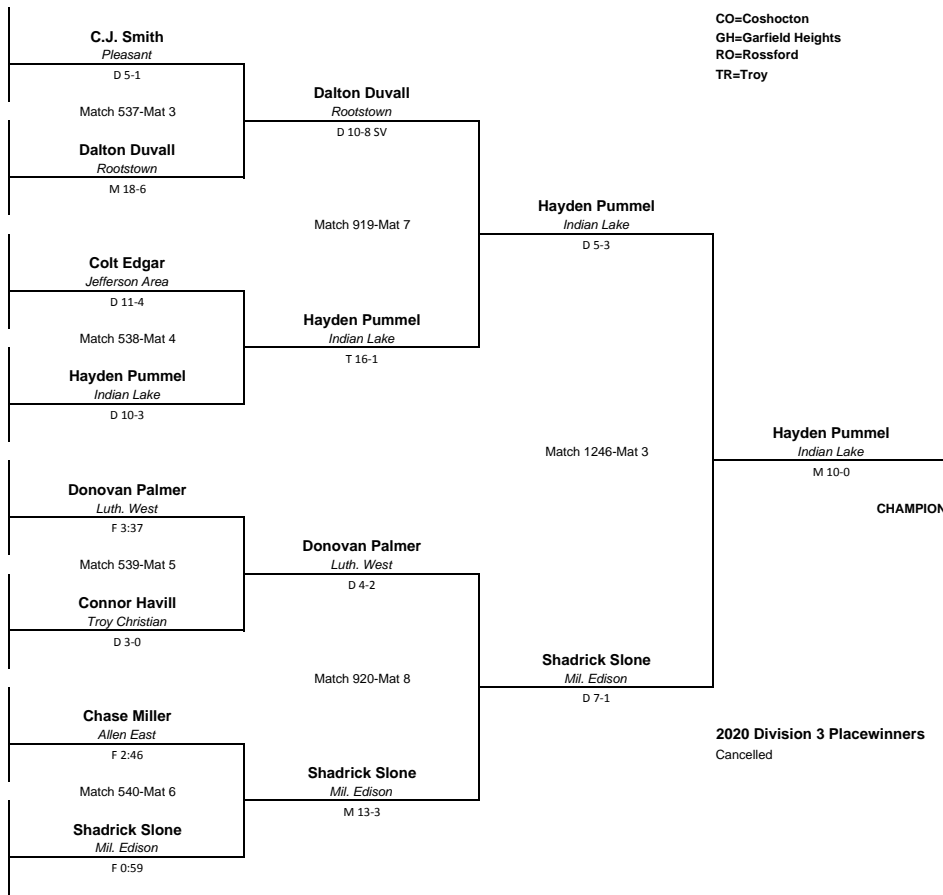 CO=Coshocton
GH=Garfield Heights
RO=Rossford
TR=Troy
C.J. Smith
Pleasant
D 5-1
Match 537-Mat 3
Dalton Duvall
Rootstown
M 18-6
Dalton Duvall
Rootstown
D 10-8 SV
Match 919-Mat 7
Colt Edgar
Jefferson Area
D 11-4
Match 538-Mat 4
Hayden Pummel
Indian Lake
D 10-3
Hayden Pummel
Indian Lake
T 16-1
Hayden Pummel
Indian Lake
D 5-3
Match 1246-Mat 3
Hayden Pummel
Indian Lake
M 10-0
CHAMPION
Donovan Palmer
Luth. West
F 3:37
Match 539-Mat 5
Connor Havill
Troy Christian
D 3-0
Donovan Palmer
Luth. West
D 4-2
Match 920-Mat 8
Shadrick Slone
Mil. Edison
D 7-1
Chase Miller
Allen East
F 2:46
Match 540-Mat 6
Shadrick Slone
Mil. Edison
F 0:59
Shadrick Slone
Mil. Edison
M 13-3
2020 Division 3 Placewinners
Cancelled